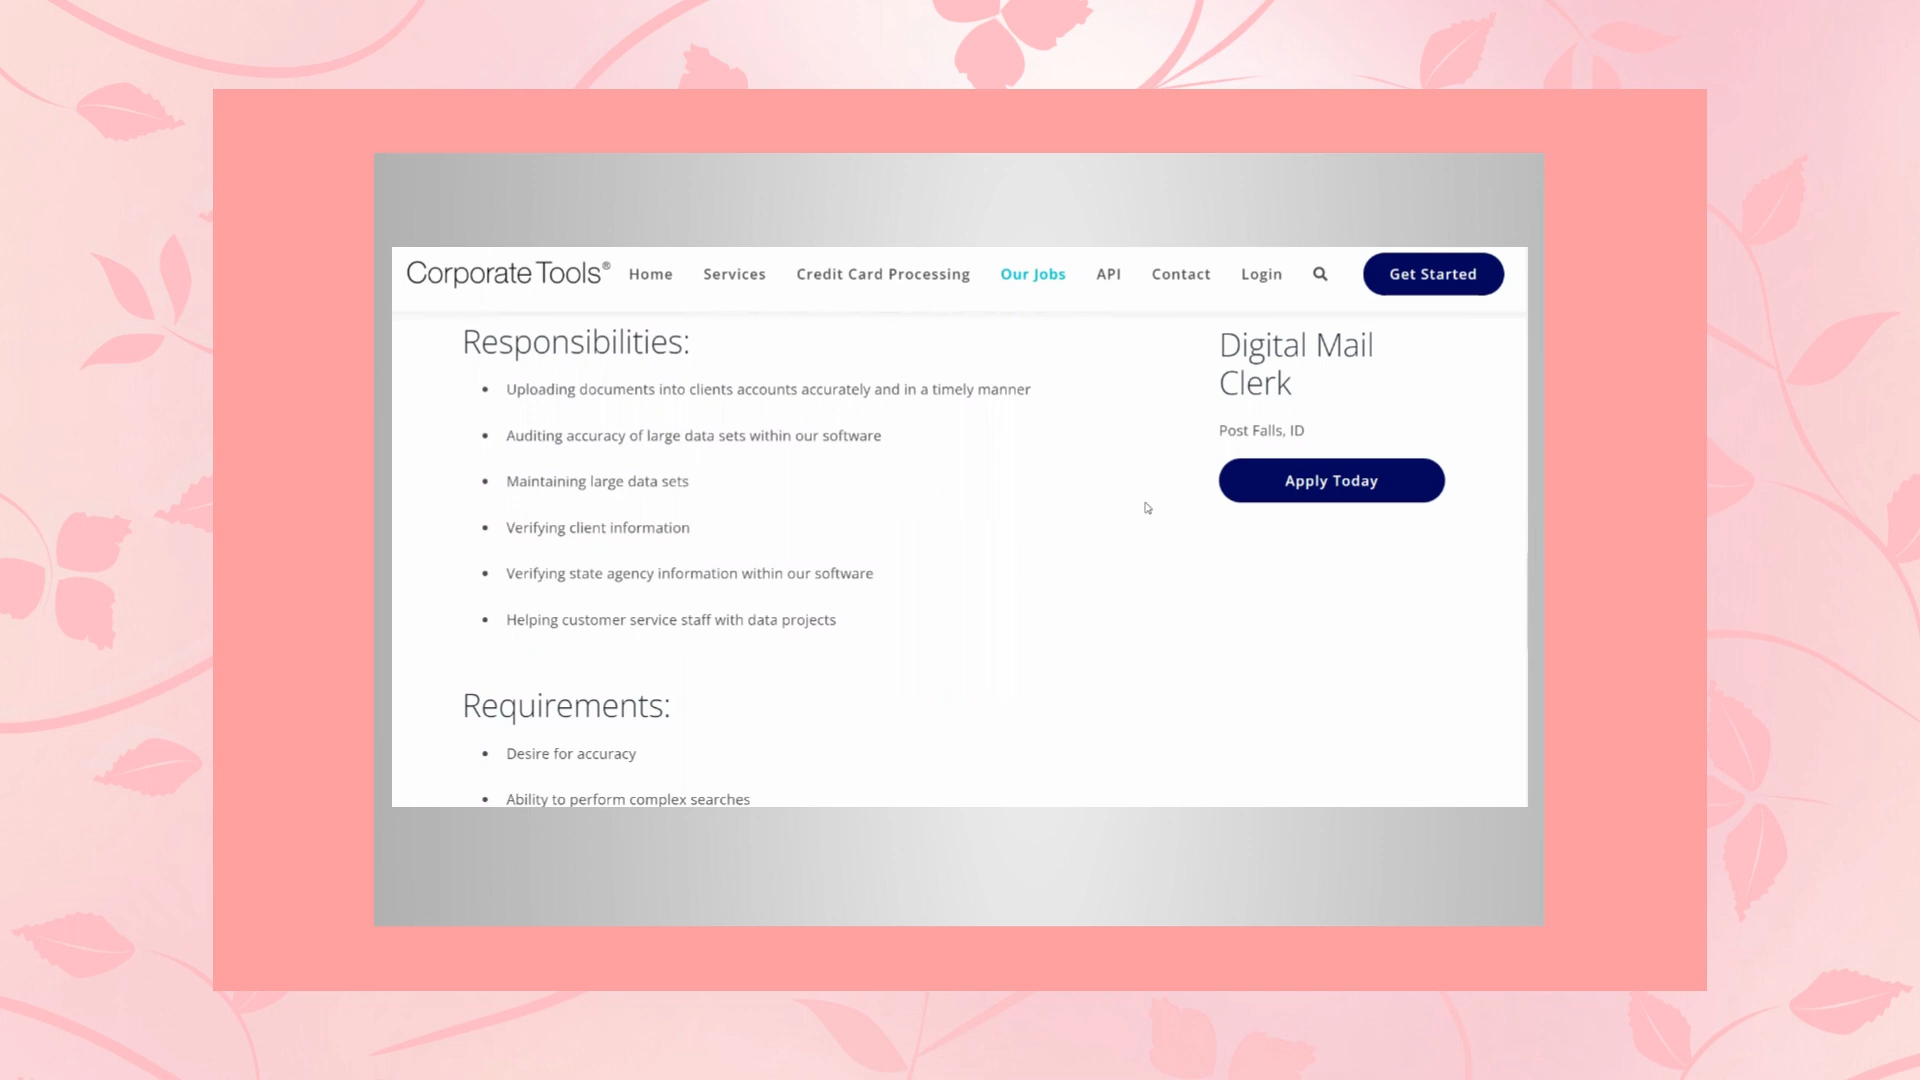 Corporate Tools® Home Services Credit Card Processing Our Jobs API Contact Login Get Started
Responsibilities:
• Uploading documents into clients accounts accurately and in a timely manner
• Auditing accuracy of large data sets within our software
• Maintaining large data sets
• Verifying client information
• Verifying state agency information within our software
• Helping customer service staff with data projects
Requirements:
• Desire for accuracy
• Ability to perform complex searches
Digital Mail
Clerk
Post Falls, ID
Apply Today